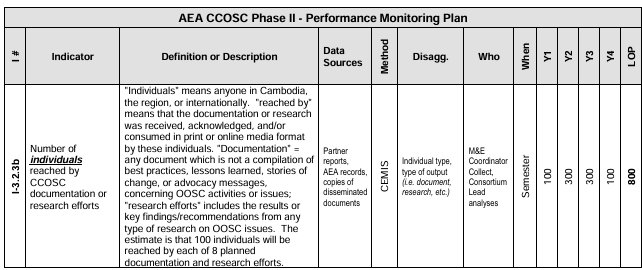 AEA CCOSC Phase II - Performance Monitoring Plan
I #
Indicator
Definition or Description
Data
Sources
Method
Disagg.
Who
When
Y1
Y2
Y3
Y4
LOP
I-3.2.3b
Number of
individuals
reached by
CCOSC
documentation or
research efforts
"Individuals" means anyone in Cambodia,
the region, or internationally. "reached by"
means that the documentation or research
was received, acknowledged, and/or
consumed in print or online media format
by these individuals. "Documentation" =
any document which is not a compilation of
best practices, lessons learned, stories of
change, or advocacy messages,
concerning OOSC activities or issues;
"research efforts" includes the results or
key findings/recommendations from any
type of research on OOSC issues. The
estimate is that 100 individuals will be
reached by each of 8 planned
documentation and research efforts.
Partner
reports,
AEA records,
copies of
disseminated
documents
CEMIS
Individual type,
type of output
(i.e. document,
research, etc.)
M&E
Coordinator
Collect,
Consortium
Lead
analyses
Semester
100
300
300
100
800